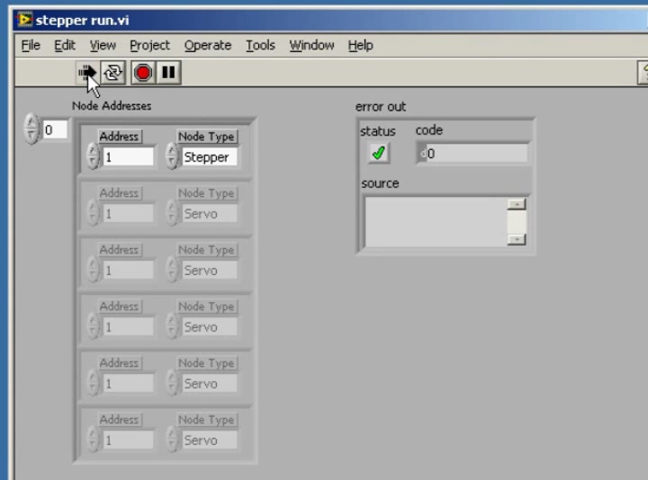 stepper run.vi
File Edit View Project Operate Tools Window Help
Node Addresses
error out
0
Address Node Type
status code
1 Stepper
0
source
Address Node Type
1 Servo
Address Node Type
1 Servo
Address Node Type
1 Servo
Address Node Type
1 Servo
Address Node Type
1 Servo